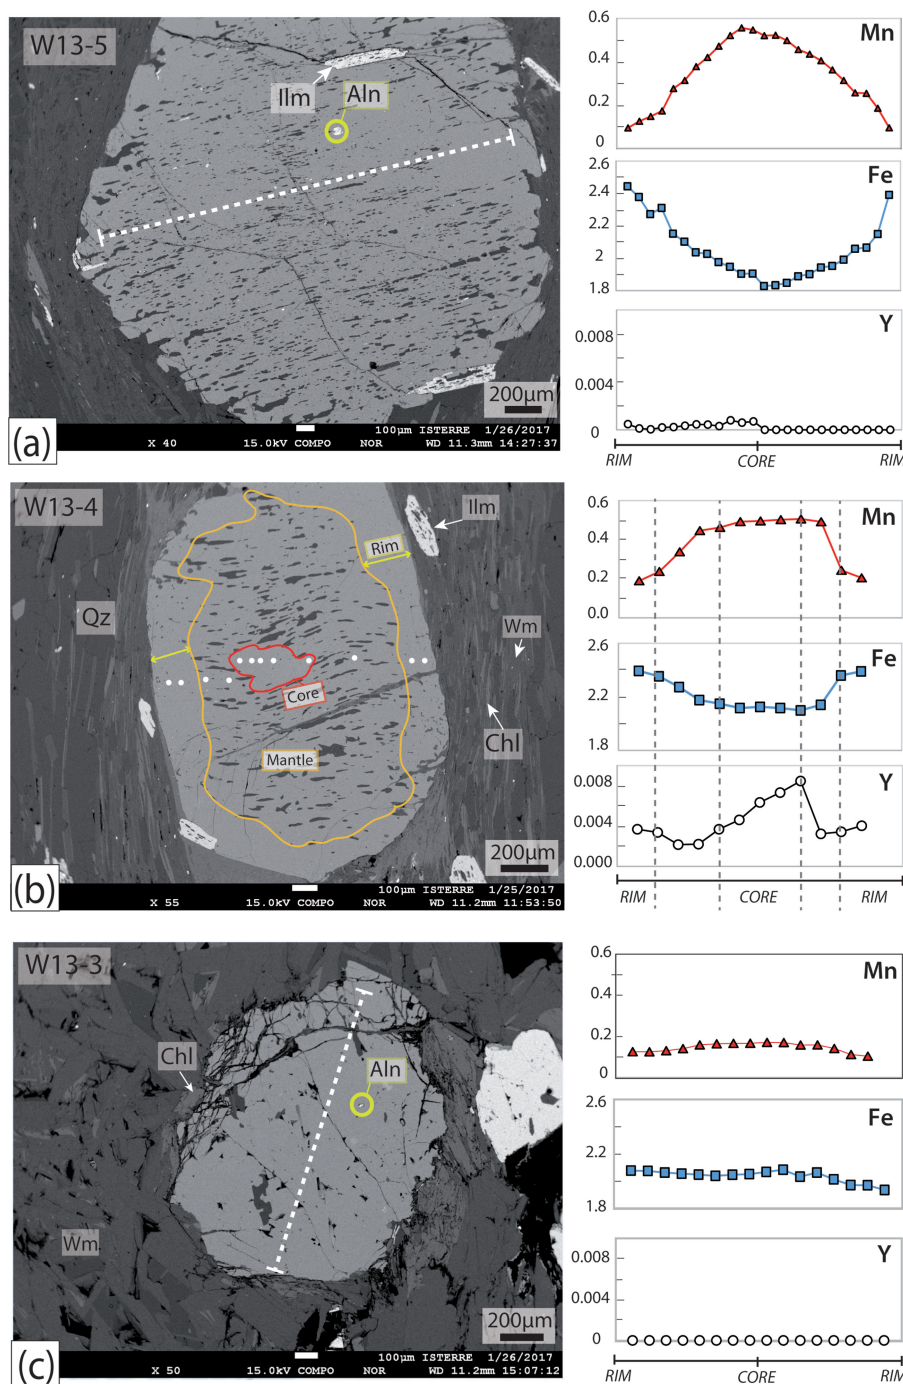 W13-5
Ilm
Aln
200µm
(a)
100µm ISTERRE 1/26/2017
X 40 15.0kV COMPO NOR WD 11.3mm 14:27:37
Mn
0.6
0.4
0.2
0
Fe
2.6
2.4
2.1
1.8
Y
0.008
0.004
0
RIM CORE RIM
W13-4
Ilm
Rim
Qz
Wm
Core
Chl
Mantle
200µm
(b)
100µm ISTERRE 1/25/2017
X 55 15.0kV COMPO NOR WD 11.2mm 11:53:50
Mn
0.6
0.4
0.2
0.0
Fe
2.6
2.2
1.8
Y
0.008
0.004
0.000
RIM CORE RIM
W13-3
Chl
Aln
Wm
200µm
(c)
100µm ISTERRE 1/26/2017
X 50 15.0kV COMPO NOR WD 11.2mm 15:07:12
Mn
0.6
0.4
0.2
0
Fe
2.6
2.2
1.8
Y
0.008
0.004
0
RIM CORE RIM